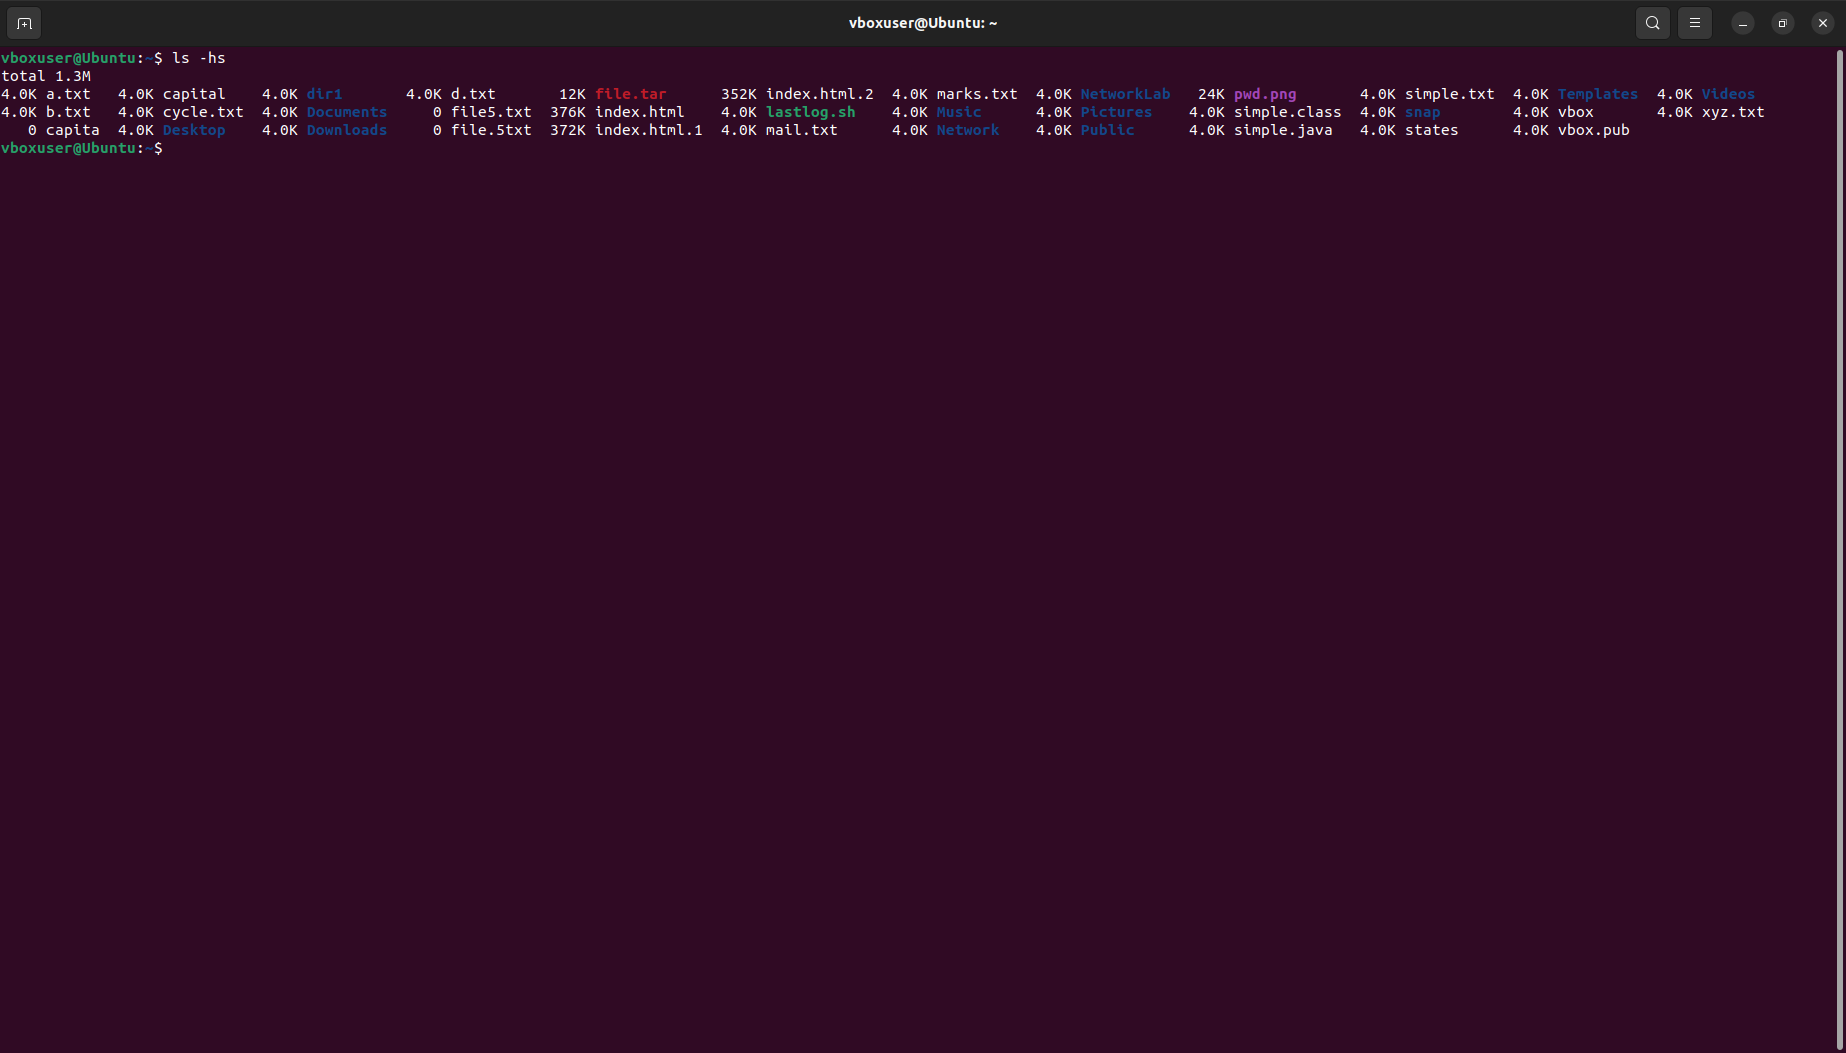 vboxuser@Ubuntu: ~
vboxuser@Ubuntu:~$ ls -hs
total 1.3M
4.0K a.txt   4.0K capital    4.0K dir1       4.0K d.txt       12K file.tar      352K index.html.2  4.0K marks.txt  4.0K NetworkLab   24K pwd.png       4.0K simple.txt  4.0K Templates  4.0K Videos
4.0K b.txt   4.0K cycle.txt  4.0K Documents     0 file5.txt  376K index.html    4.0K lastlog.sh    4.0K Music      4.0K Pictures    4.0K simple.class  4.0K snap        4.0K vbox       4.0K xyz.txt
   0 capita  4.0K Desktop    4.0K Downloads     0 file.5txt  372K index.html.1  4.0K mail.txt      4.0K Network    4.0K Public      4.0K simple.java   4.0K states      4.0K vbox.pub
vboxuser@Ubuntu:~$